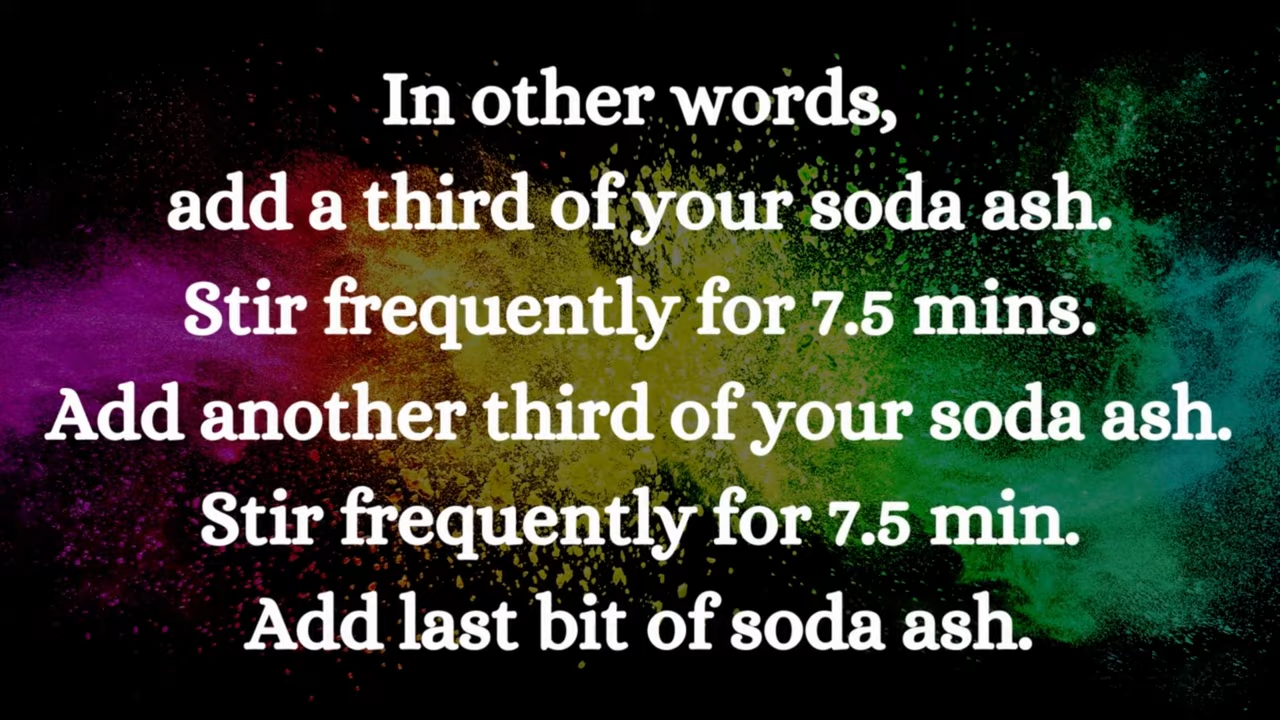 In other words,
add a third of your soda ash.
Stir frequently for 7.5 mins.
Add another third of your soda ash.
Stir frequently for 7.5 min.
Add last bit of soda ash.